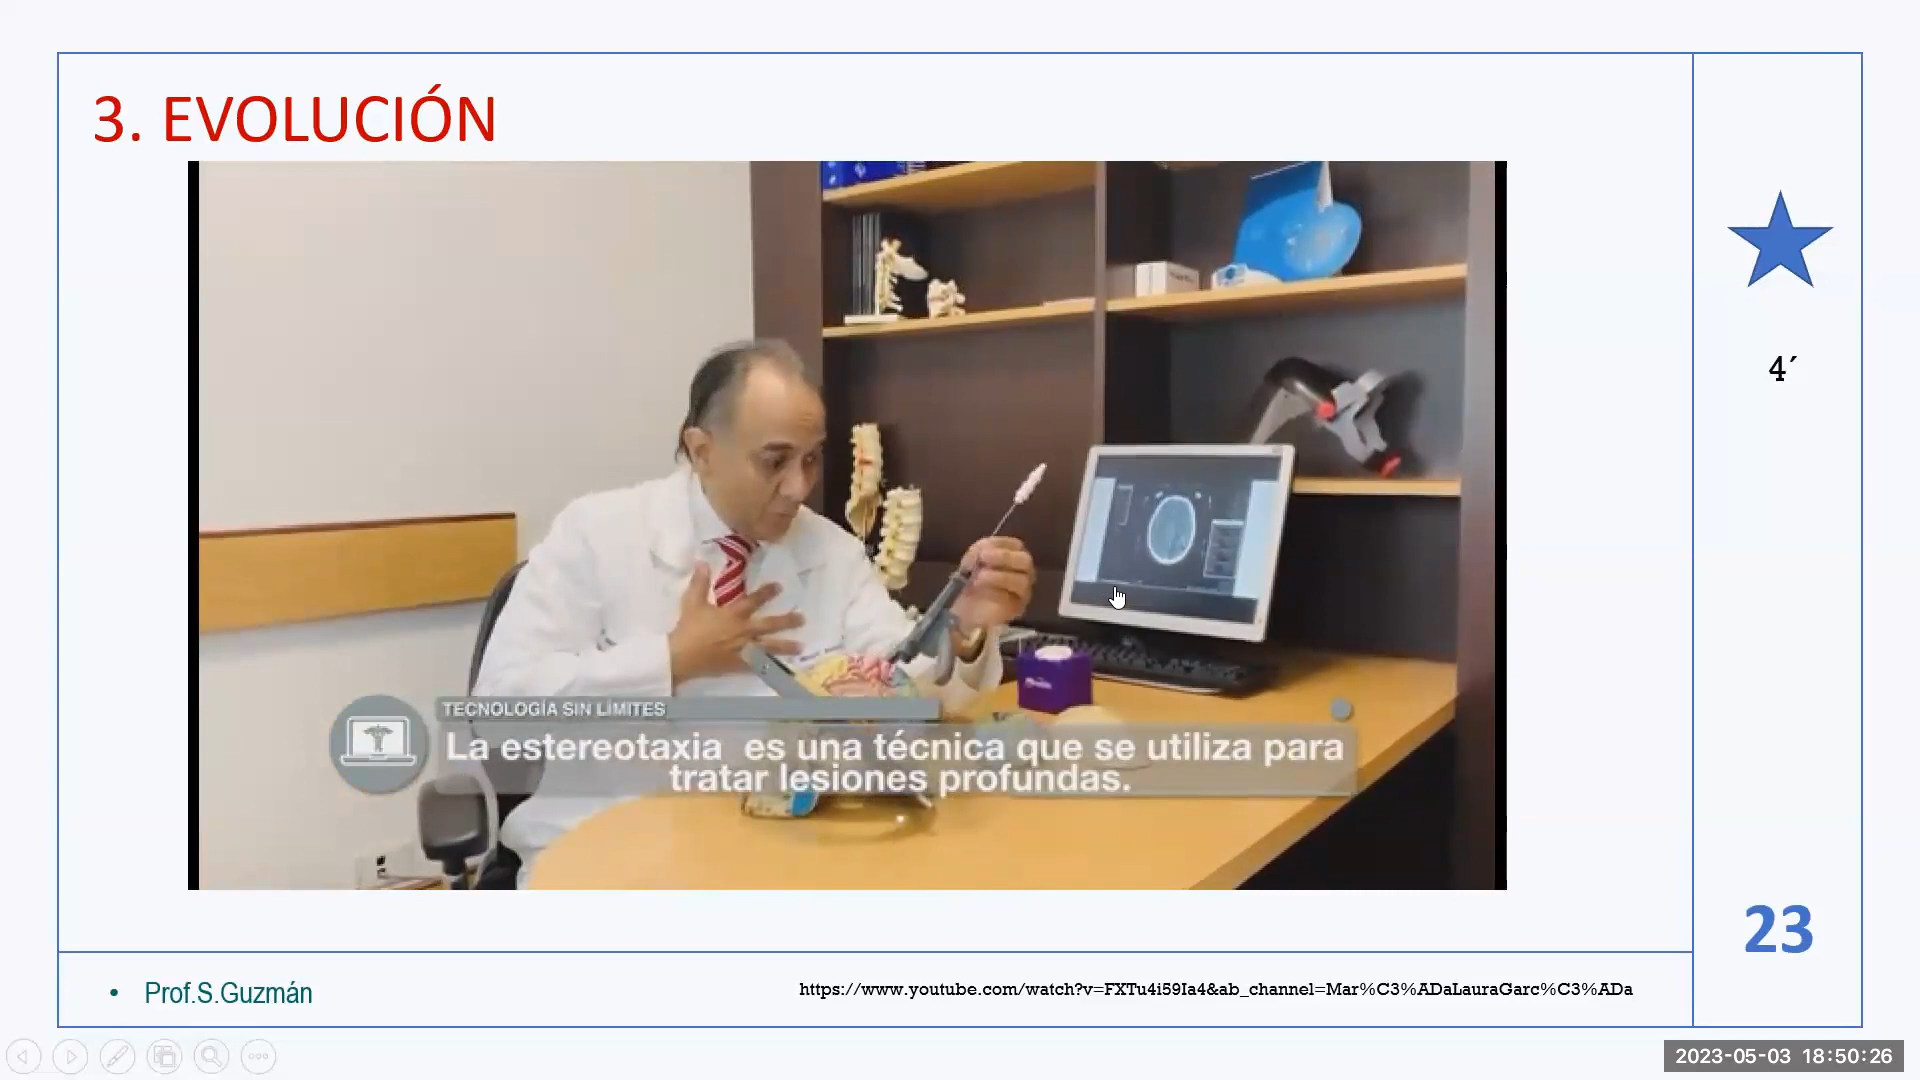 3. EVOLUCIÓN
4´
TECNOLOGÍA SIN LÍMITES
La estereotaxia es una técnica que se utiliza para
tratar lesiones profundas.
23
• Prof.S.Guzmán
https://www.youtube.com/watch?v=FXTu4i59Ia4&ab_channel=Mar%C3%ADaLauraGarc%C3%ADa
2023-05-03 18:50:26